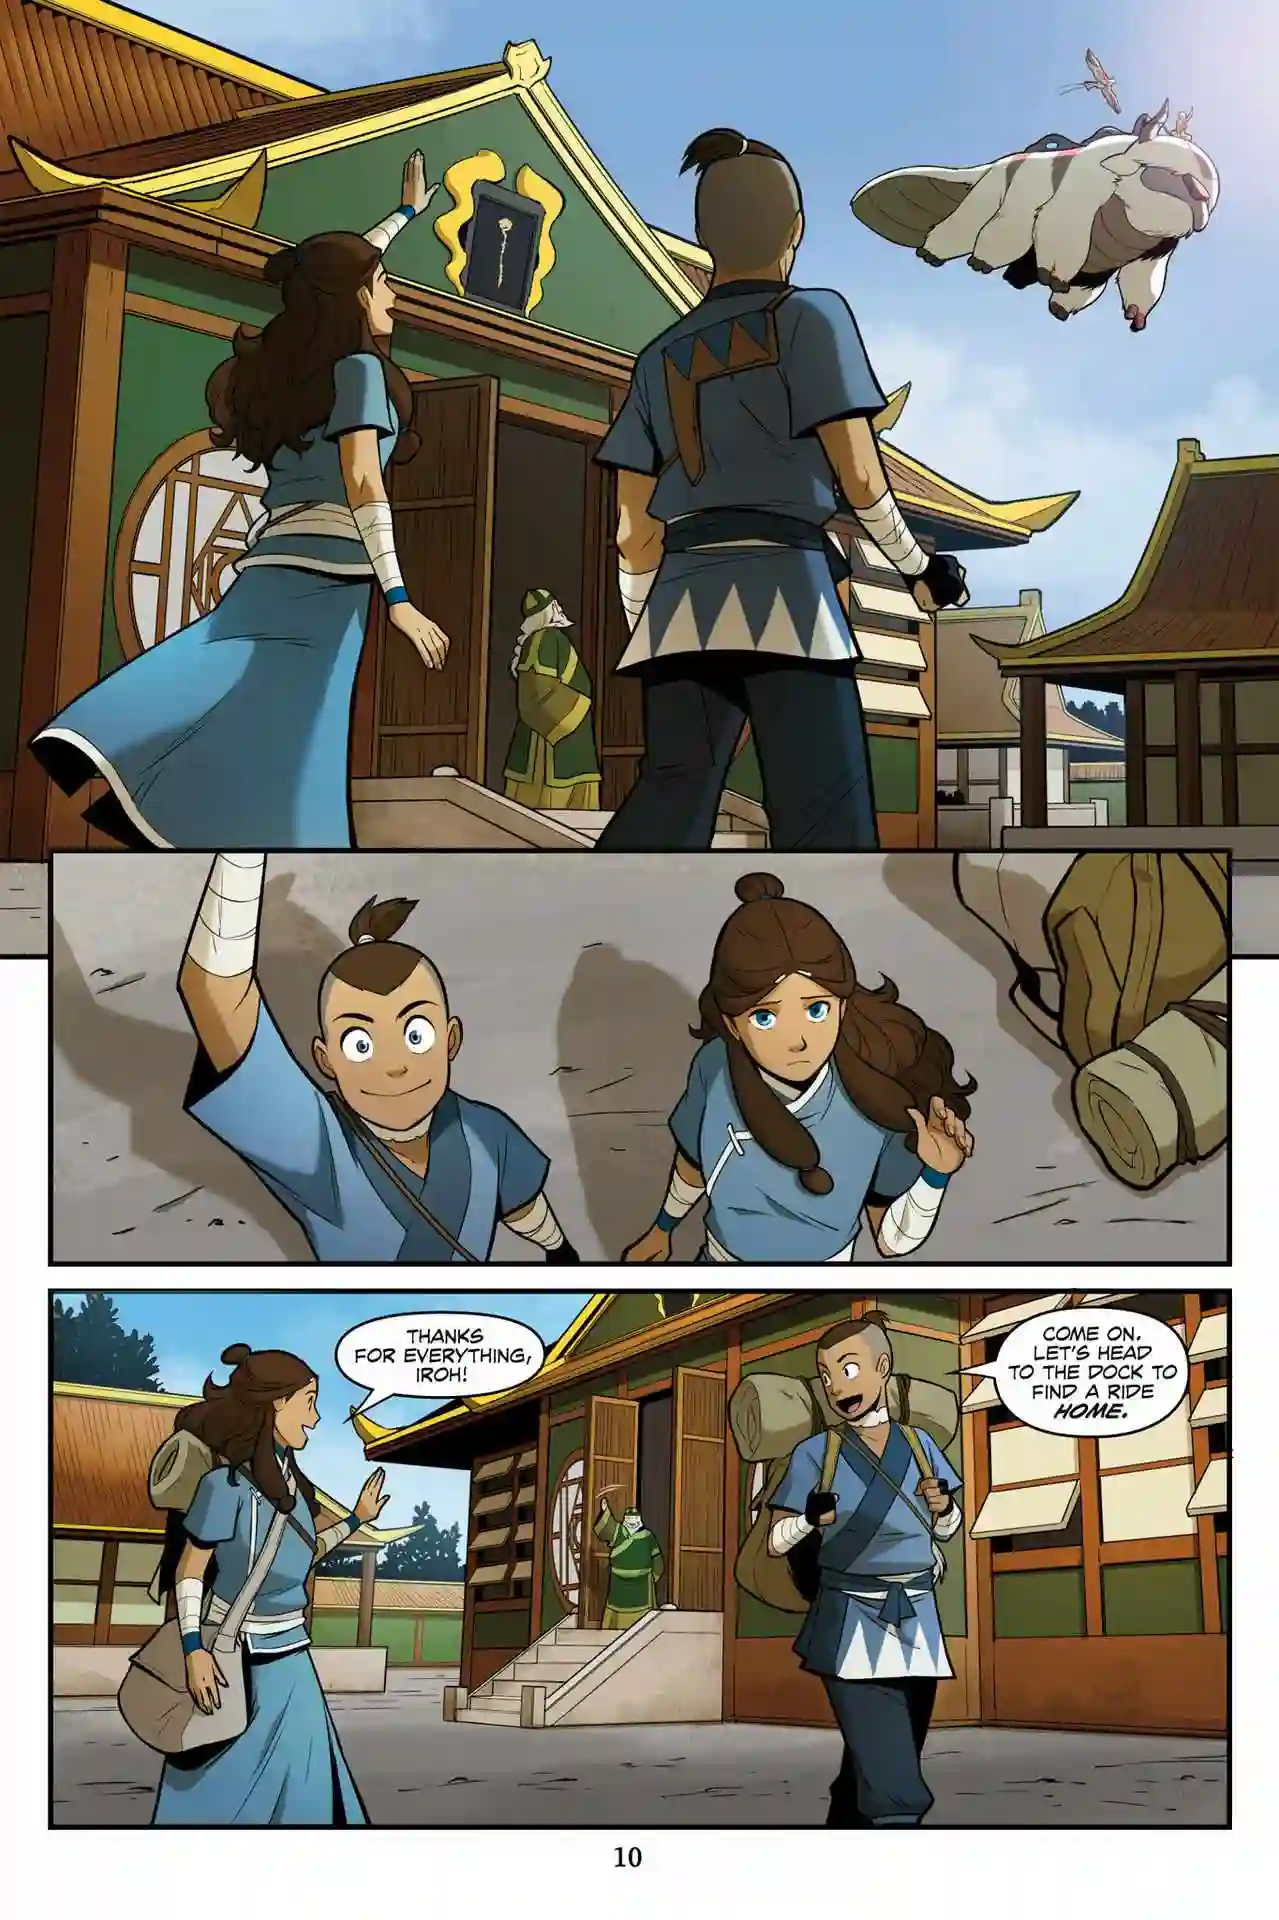 THANKS
FOR EVERYTHING,
IROH!
COME ON.
LET'S HEAD
TO THE DOCK TO
FIND A RIDE
HOME.
10